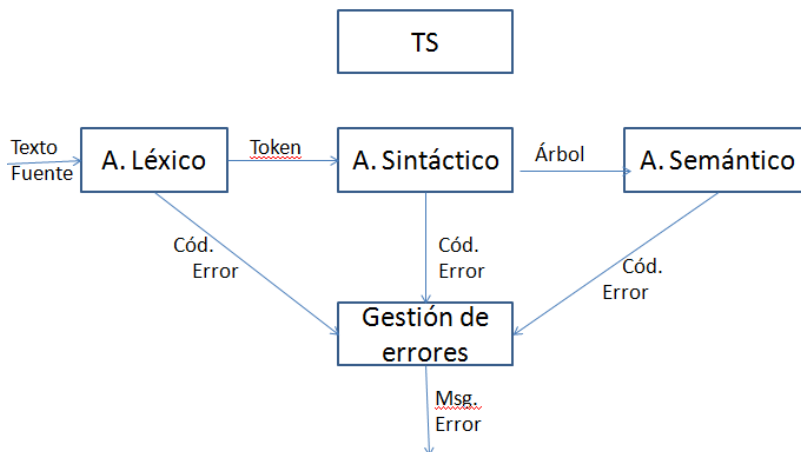 TS
Texto
Fuente
A. Léxico
Token
A. Sintáctico
Árbol
A. Semántico
Cód.
Error
Cód.
Error
Cód.
Error
Gestión de
errores
Msg.
Error